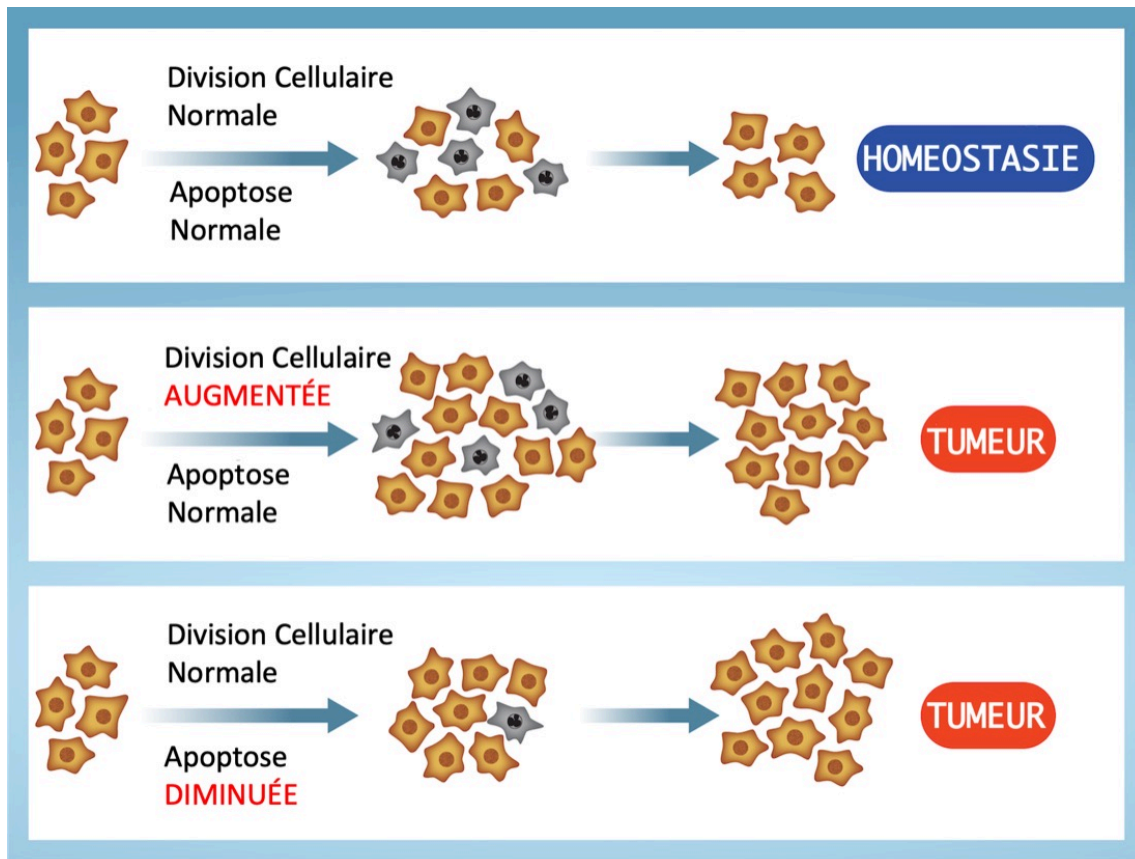 Division Cellulaire
Normale
Apoptose
Normale
HOMEOSTASIE
Division Cellulaire
AUGMENTÉE
Apoptose
Normale
TUMEUR
Division Cellulaire
Normale
Apoptose
DIMINUÉE
TUMEUR